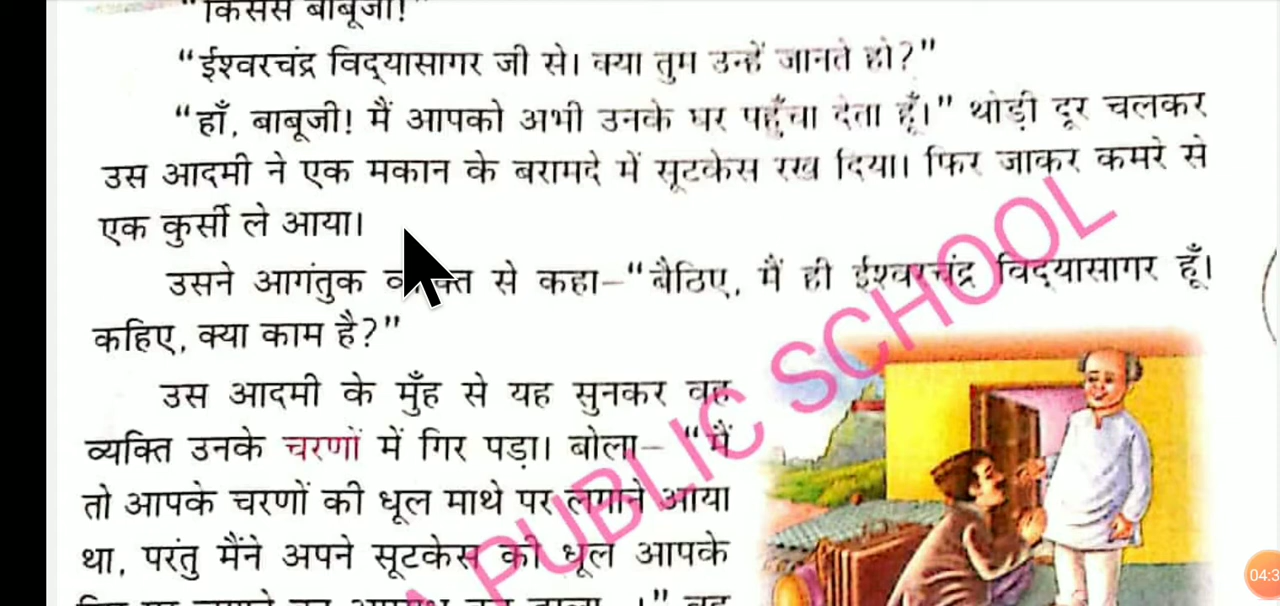 "किससे बाबूजी!"
"ईश्वरचंद्र विद्यासागर जी से। क्या तुम उन्हें जानते हो?"
"हाँ, बाबूजी! मैं आपको अभी उनके घर पहुँचा देता हूँ।" थोड़ी दूर चलकर
उस आदमी ने एक मकान के बरामदे में सूटकेस रख दिया। फिर जाकर कमरे से
एक कुर्सी ले आया।
उसने आगंतुक से कहा–"बैठिए, मैं ही ईश्वरचंद्र विद्यासागर हूँ।
कहिए, क्या काम है?"
उस आदमी के मुँह से यह सुनकर वह
व्यक्ति उनके चरणों में गिर पड़ा। बोला– "मैं
तो आपके चरणों की धूल माथे पर लगाने आया
था, परंतु मैंने अपने सूटकेस की धूल आपके
PUBLIC SCHOOL
04:3